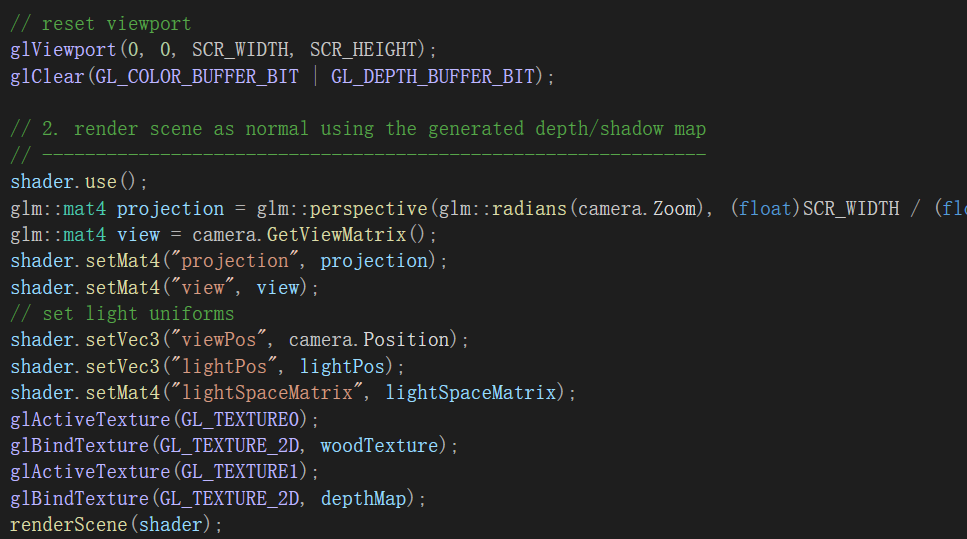 // reset viewport
glViewport(0, 0, SCR_WIDTH, SCR_HEIGHT);
glClear(GL_COLOR_BUFFER_BIT | GL_DEPTH_BUFFER_BIT);
// 2. render scene as normal using the generated depth/shadow map
// --------------------------------------------------------------
shader.use();
glm::mat4 projection = glm::perspective(glm::radians(camera.Zoom), (float)SCR_WIDTH / (flo
glm::mat4 view = camera.GetViewMatrix();
shader.setMat4("projection", projection);
shader.setMat4("view", view);
// set light uniforms
shader.setVec3("viewPos", camera.Position);
shader.setVec3("lightPos", lightPos);
shader.setMat4("lightSpaceMatrix", lightSpaceMatrix);
glActiveTexture(GL_TEXTURE0);
glBindTexture(GL_TEXTURE_2D, woodTexture);
glActiveTexture(GL_TEXTURE1);
glBindTexture(GL_TEXTURE_2D, depthMap);
renderScene(shader);